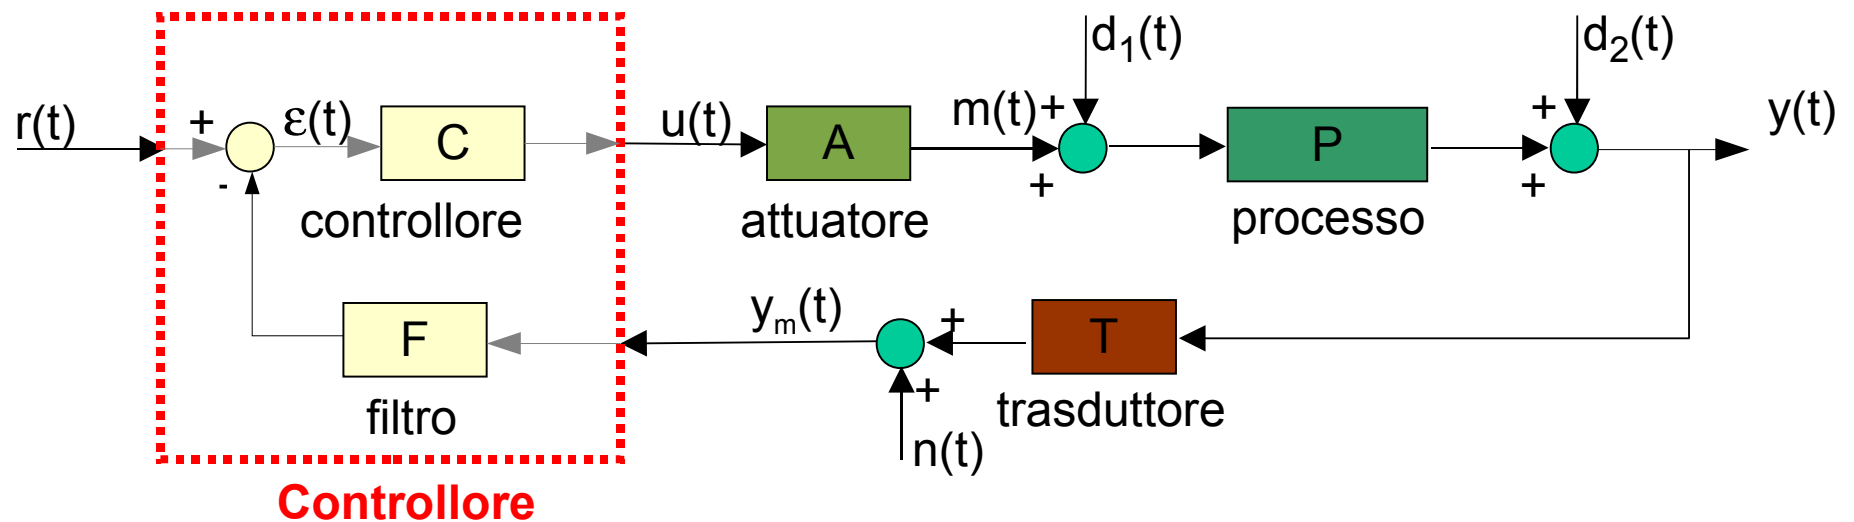 d₁(t)
d₂(t)
r(t)
+
ε(t)
C
u(t)
A
m(t)
+
P
+
y(t)
-
+
+
controllore
attuatore
processo
F
yₘ(t)
+
T
filtro
+
trasduttore
n(t)
Controllore